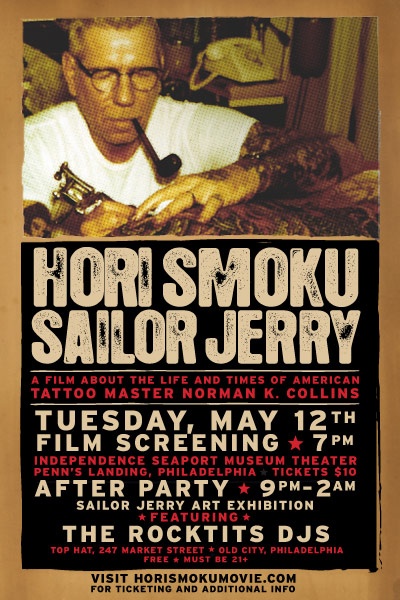 HORI SMOKU
SAILOR JERRY
A FILM ABOUT THE LIFE AND TIMES OF AMERICAN
TATTOO MASTER NORMAN K. COLLINS
TUESDAY, MAY 12TH
FILM SCREENING ★ 7PM
INDEPENDENCE SEAPORT MUSEUM THEATER
PENN'S LANDING, PHILADELPHIA ★ TICKETS $10
AFTER PARTY ★ 9PM-2AM
SAILOR JERRY ART EXHIBITION
★ FEATURING ★
THE ROCKTITS DJS
TOP HAT, 247 MARKET STREET ★ OLD CITY, PHILADELPHIA
FREE ★ MUST BE 21+
VISIT HORISMOKUMOVIE.COM
FOR TICKETING AND ADDITIONAL INFO